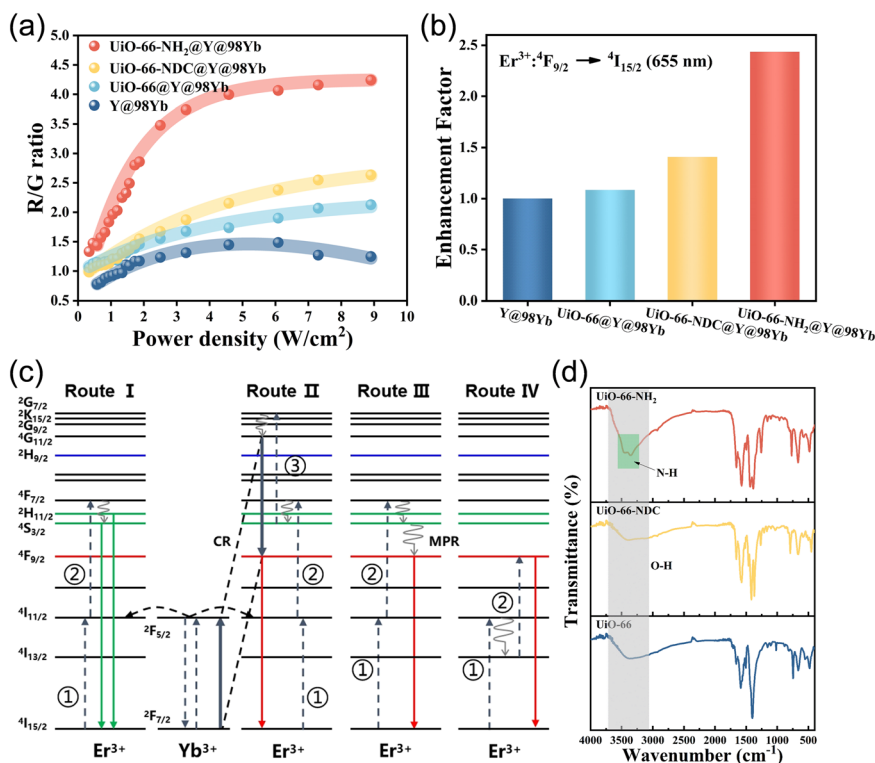 (a)
5.0
4.5
4.0
3.5
3.0
2.5
2.0
1.5
1.0
0.5
R/G ratio
UiO-66-NH2@Y@98Yb
UiO-66-NDC@Y@98Yb
UiO-66@Y@98Yb
Y@98Yb
0 1 2 3 4 5 6 7 8 9 10
Power density (W/cm²)
(b)
2.5
2.0
1.5
1.0
0.5
0.0
Enhancement Factor
Er³⁺:⁴F9/2 → ⁴I15/2 (655 nm)
Y@98Yb
UiO-66@Y@98Yb
UiO-66-NDC@Y@98Yb
UiO-66-NH2@Y@98Yb
(c)
Route I Route II Route III Route IV
²G7/2
²K15/2
²G9/2
⁴G11/2
²H9/2
⁴F7/2
²H11/2
⁴S3/2
⁴F9/2
⁴I11/2
⁴I13/2
⁴I15/2
②
①
²F5/2
²F7/2
CR
③
②
①
②
MPR
①
②
①
Er³⁺ Yb³⁺ Er³⁺ Er³⁺ Er³⁺
(d)
Transmittance (%)
UiO-66-NH2
N-H
UiO-66-NDC
O-H
UiO-66
4000 3500 3000 2500 2000 1500 1000 500
Wavenumber (cm⁻¹)